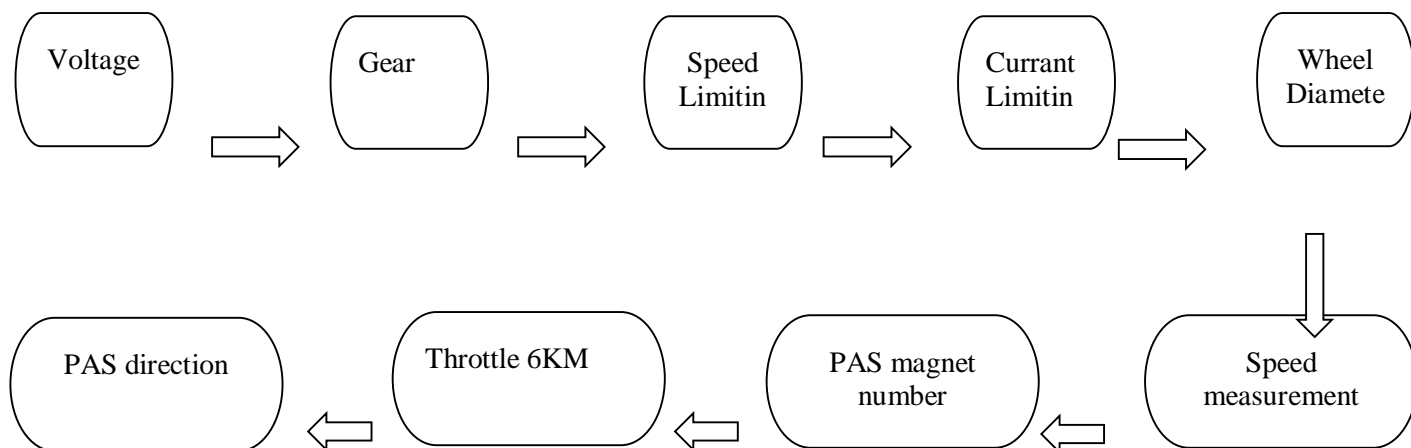 Voltage
Gear
Speed
Limitin
Currant
Limitin
Wheel
Diamete
Speed
measurement
PAS magnet
number
Throttle 6KM
PAS direction